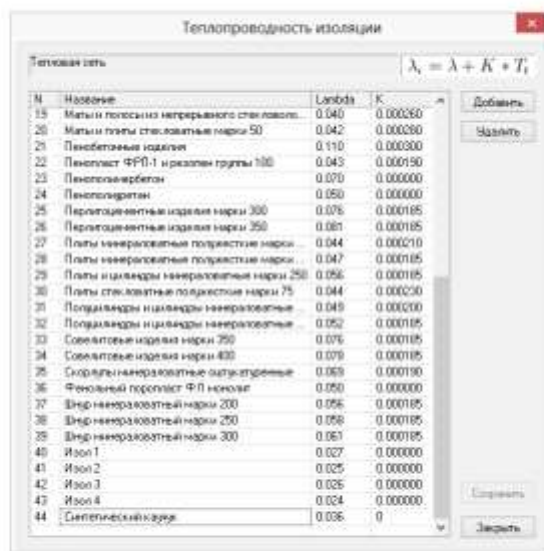 Теплопроводность изоляции
Тепловая сеть
λᵢ = λ + K * Tᵢ
N Название Lambda K
19 Маты и полосы из непрерывного стекловоло... 0.040 0.000260
20 Маты и плиты стекловатные марки 50 0.042 0.000280
21 Пенобетонные изделия 0.110 0.000300
22 Пенопласт ФРП-1 и резопен группы 100 0.043 0.000190
23 Пенополимербетон 0.070 0.000000
24 Пенополиуретан 0.050 0.000000
25 Перлитоцементные изделия марки 300 0.076 0.000185
26 Перлитоцементные изделия марки 350 0.081 0.000185
27 Плиты минераловатные полужесткие марки ... 0.044 0.000210
28 Плиты минераловатные полужесткие марки ... 0.047 0.000185
29 Плиты и цилиндры минераловатные марки 250 0.056 0.000185
30 Плиты стекловатные полужесткие марки 75 0.044 0.000230
31 Полуцилиндры и цилиндры минераловатные ... 0.049 0.000200
32 Полуцилиндры и цилиндры минераловатные ... 0.052 0.000185
33 Совелитовые изделия марки 350 0.076 0.000185
34 Совелитовые изделия марки 400 0.078 0.000185
35 Скорлупы минераловатные оштукатуренные 0.069 0.000190
36 Фенольный поропласт ФЛ монолит 0.050 0.000000
37 Шнур минераловатный марки 200 0.056 0.000185
38 Шнур минераловатный марки 250 0.058 0.000185
39 Шнур минераловатный марки 300 0.061 0.000185
40 Изол 1 0.027 0.000000
41 Изол 2 0.025 0.000000
42 Изол 3 0.026 0.000000
43 Изол 4 0.024 0.000000
44 Синтетический каучук 0.036 0
Добавить
Удалить
Сохранить
Закрыть